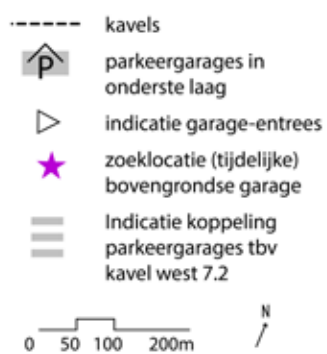 kavels
P
parkeergarages in
onderste laag
indicatie garage-entrees
zoeklocatie (tijdelijke)
bovengrondse garage
Indicatie koppeling
parkeergarages tbv
kavel west 7.2
N
0 50 100 200m